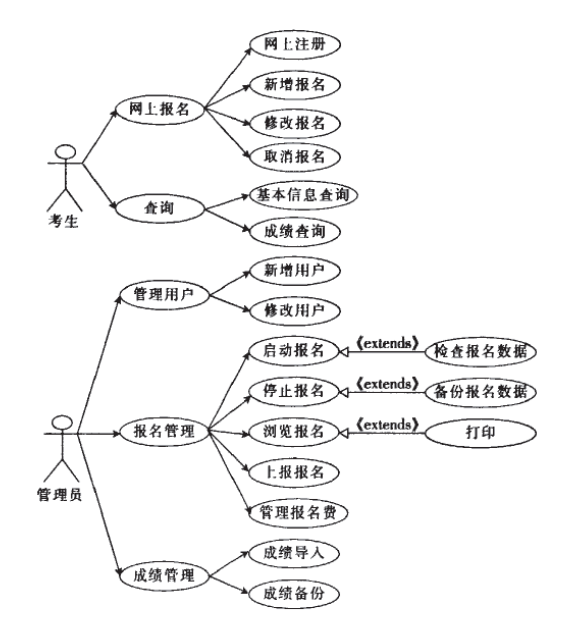 网上注册
新增报名
网上报名
修改报名
取消报名
基本信息查询
考生
查询
成绩查询
新增用户
管理用户
修改用户
启动报名
《extends》
检查报名数据
停止报名
《extends》
备份报名数据
报名管理
浏览报名
《extends》
打印
上报报名
管理员
管理报名费
成绩导入
成绩管理
成绩备份